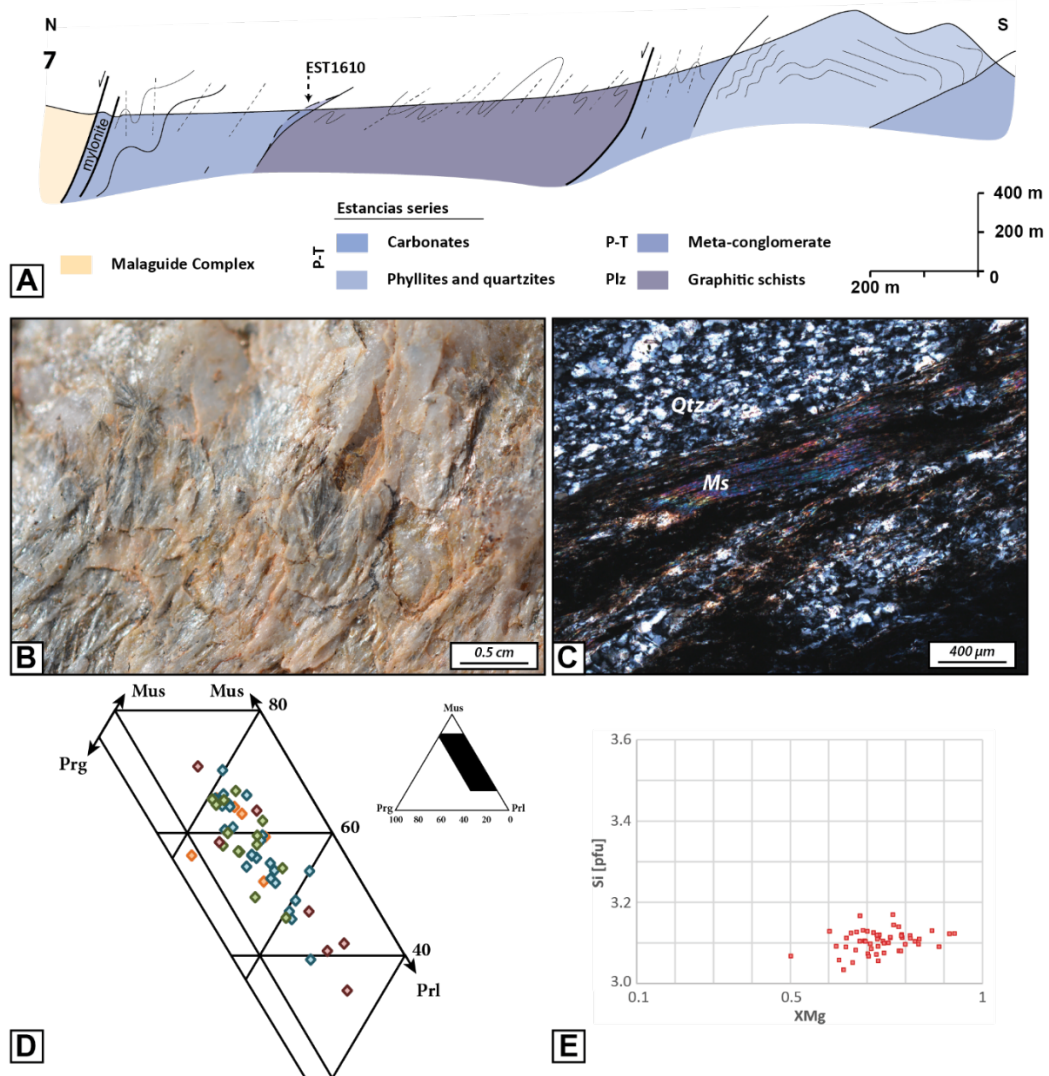 N
S
7
EST1610
mylonite
400 m
200 m
0
200 m
Estancias series
P-T
Carbonates
P-T
Meta-conglomerate
Malaguide Complex
Phyllites and quartzites
Plz
Graphitic schists
A
B
0.5 cm
Qtz
Ms
C
400 µm
Mus
Mus
80
Prg
60
40
Prl
Mus
Prg
Prl
100 80 60 40 20 0
D
3.6
3.4
3.2
3.0
Si [pfu]
0.1
0.5
1
XMg
E